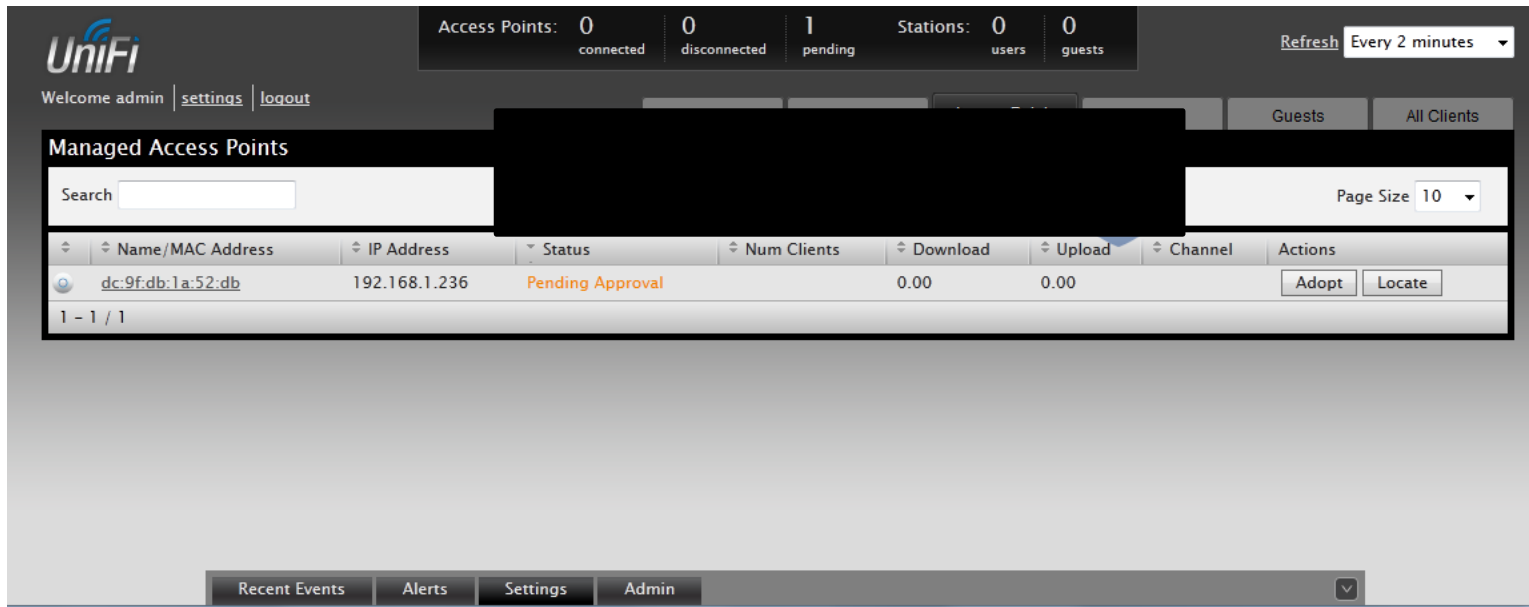 Access Points: 0 connected 0 disconnected 1 pending Stations: 0 users 0 guests
UniFi
Refresh Every 2 minutes
Welcome admin settings logout
Guests All Clients
Managed Access Points
Search
Page Size 10
Name/MAC Address IP Address Status Num Clients Download Upload Channel Actions
dc:9f:db:1a:52:db 192.168.1.236 Pending Approval 0.00 0.00 Adopt Locate
1 - 1 / 1
Recent Events Alerts Settings Admin